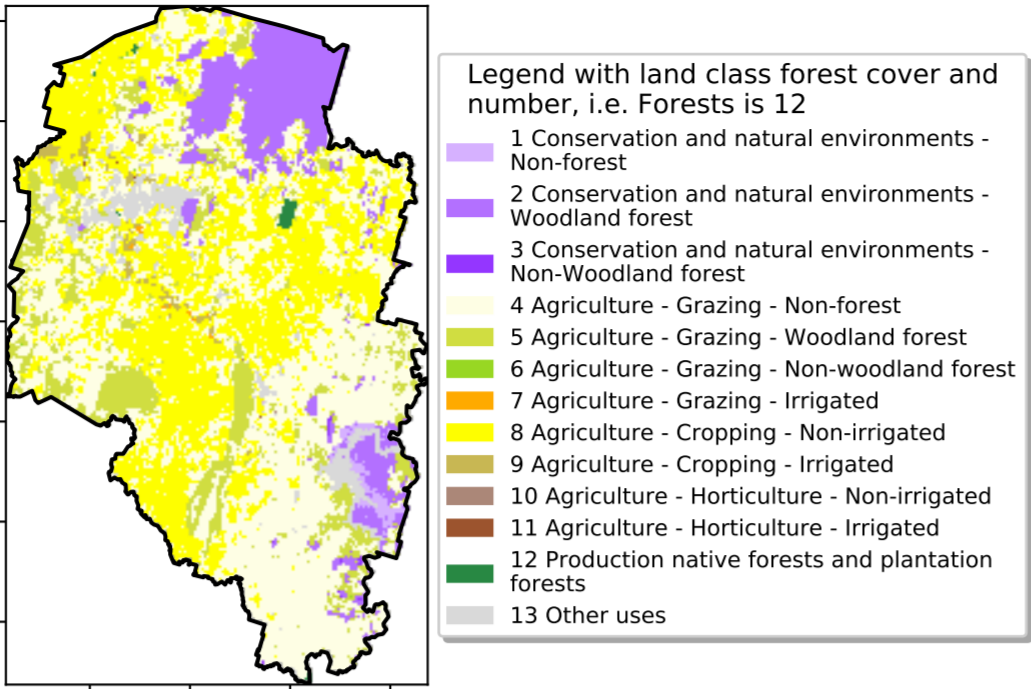 Legend with land class forest cover and
number, i.e. Forests is 12
1 Conservation and natural environments -
Non-forest
2 Conservation and natural environments -
Woodland forest
3 Conservation and natural environments -
Non-Woodland forest
4 Agriculture - Grazing - Non-forest
5 Agriculture - Grazing - Woodland forest
6 Agriculture - Grazing - Non-woodland forest
7 Agriculture - Grazing - Irrigated
8 Agriculture - Cropping - Non-irrigated
9 Agriculture - Cropping - Irrigated
10 Agriculture - Horticulture - Non-irrigated
11 Agriculture - Horticulture - Irrigated
12 Production native forests and plantation
forests
13 Other uses